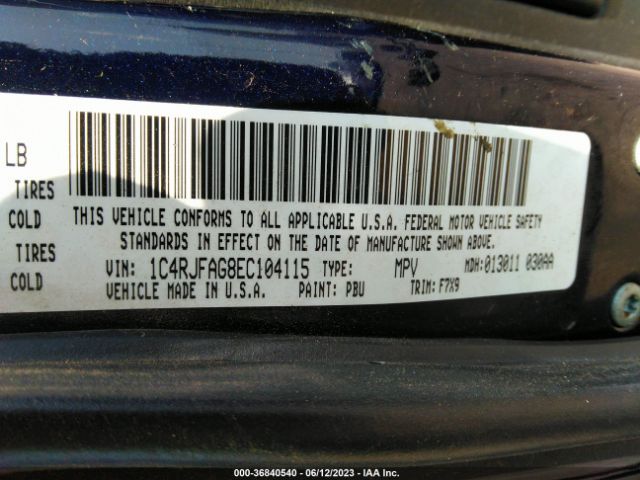 LB
TIRES
COLD
TIRES
COLD
THIS VEHICLE CONFORMS TO ALL APPLICABLE U.S.A. FEDERAL MOTOR VEHICLE SAFETY
STANDARDS IN EFFECT ON THE DATE OF MANUFACTURE SHOWN ABOVE.
VIN: 1C4RJFAG8EC104115 TYPE: MPV MDH:013011 030AA
VEHICLE MADE IN U.S.A. PAINT: PBU TRIM: F7X9
000-36840540 - 06/12/2023 - IAA Inc.